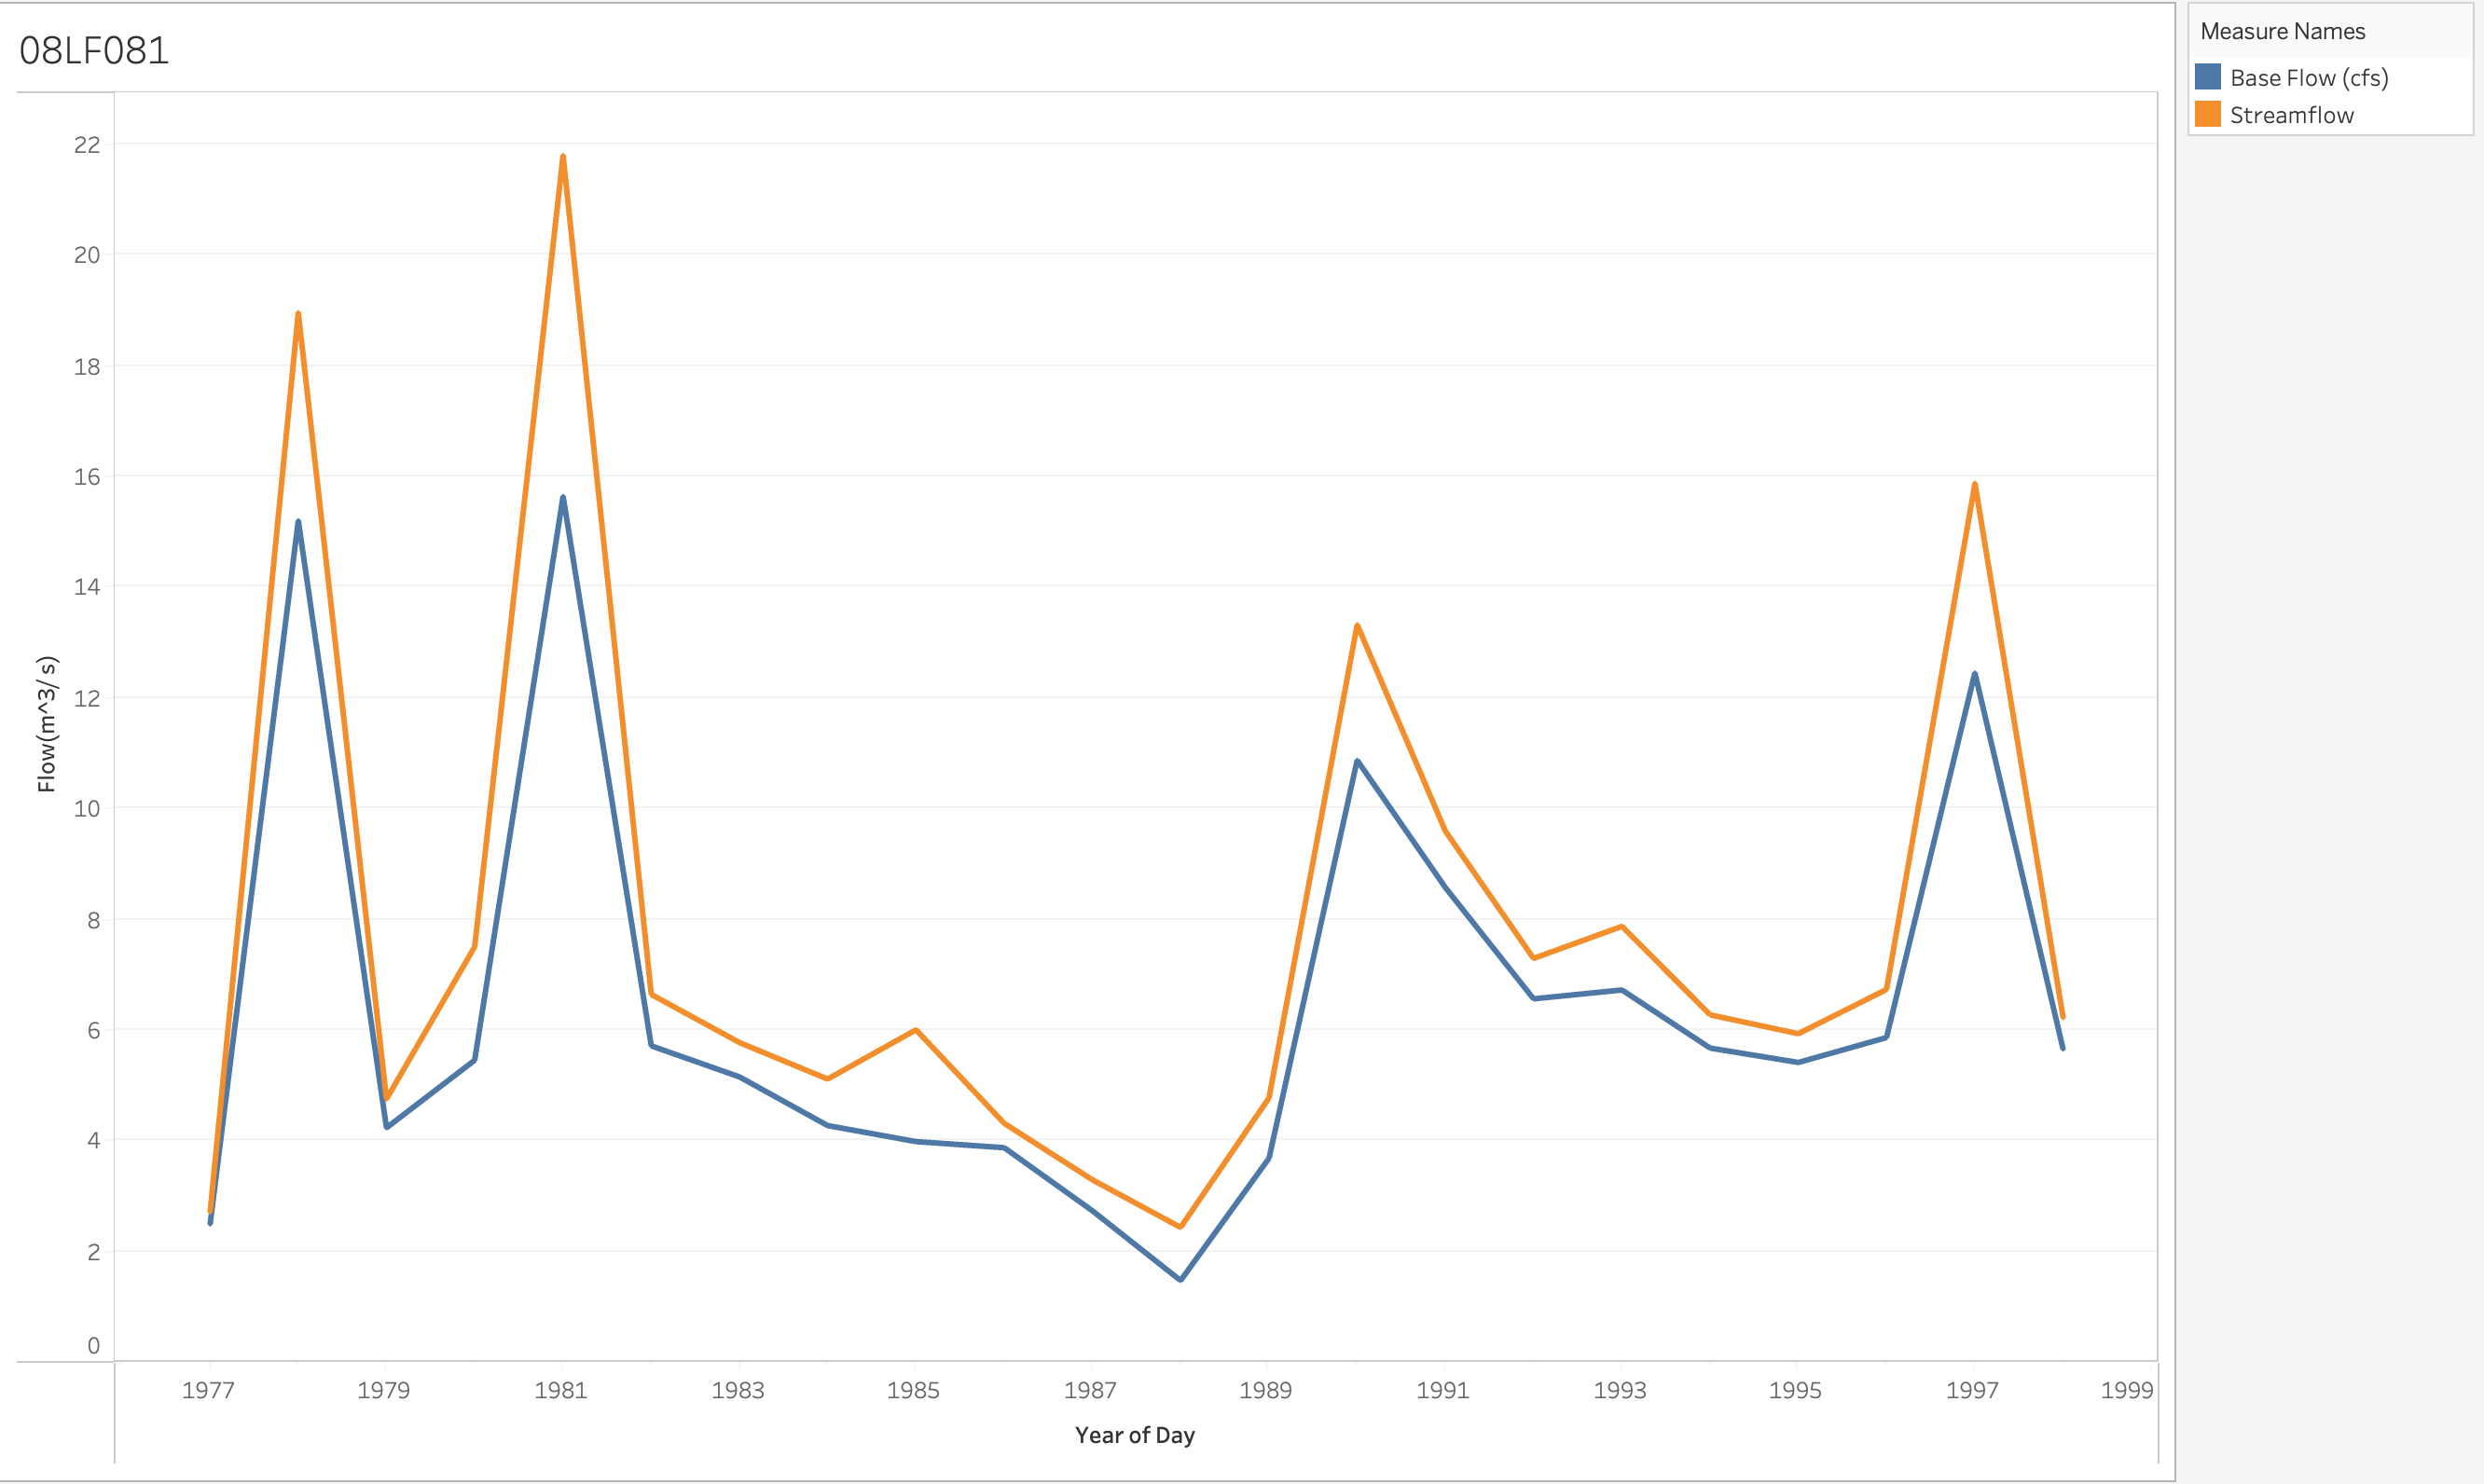 08LF081
Measure Names
Base Flow (cfs)
Streamflow
22
20
18
16
14
12
10
8
6
4
2
0
Flow(m^3/ s)
1977 1979 1981 1983 1985 1987 1989 1991 1993 1995 1997 1999
Year of Day